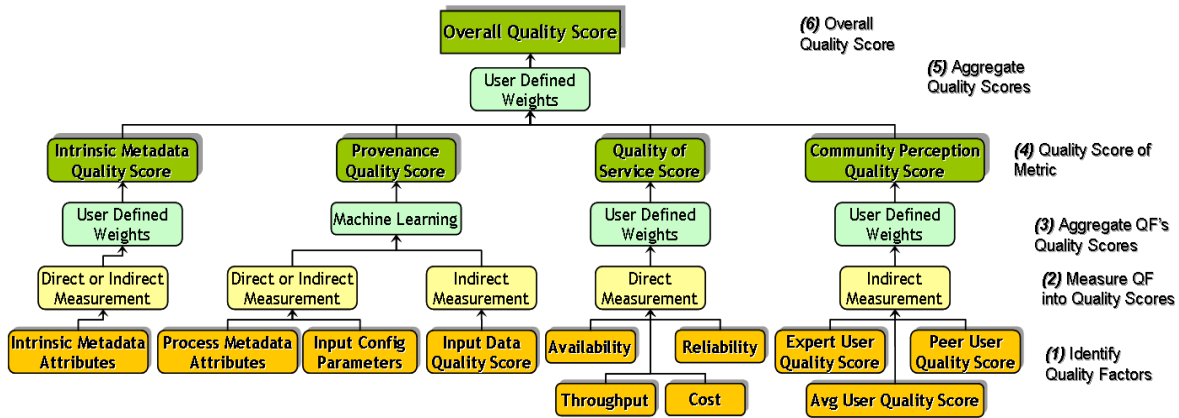 Overall Quality Score
(6) Overall
Quality Score
User Defined
Weights
(5) Aggregate
Quality Scores
Intrinsic Metadata
Quality Score
Provenance
Quality Score
Quality of
Service Score
Community Perception
Quality Score
(4) Quality Score of
Metric
User Defined
Weights
Machine Learning
User Defined
Weights
User Defined
Weights
(3) Aggregate QF's
Quality Scores
Direct or Indirect
Measurement
Direct or Indirect
Measurement
Indirect
Measurement
Direct
Measurement
Indirect
Measurement
(2) Measure QF
into Quality Scores
Intrinsic Metadata
Attributes
Process Metadata
Attributes
Input Config
Parameters
Input Data
Quality Score
Availability
Reliability
Expert User
Quality Score
Peer User
Quality Score
(1) Identify
Quality Factors
Throughput
Cost
Avg User Quality Score